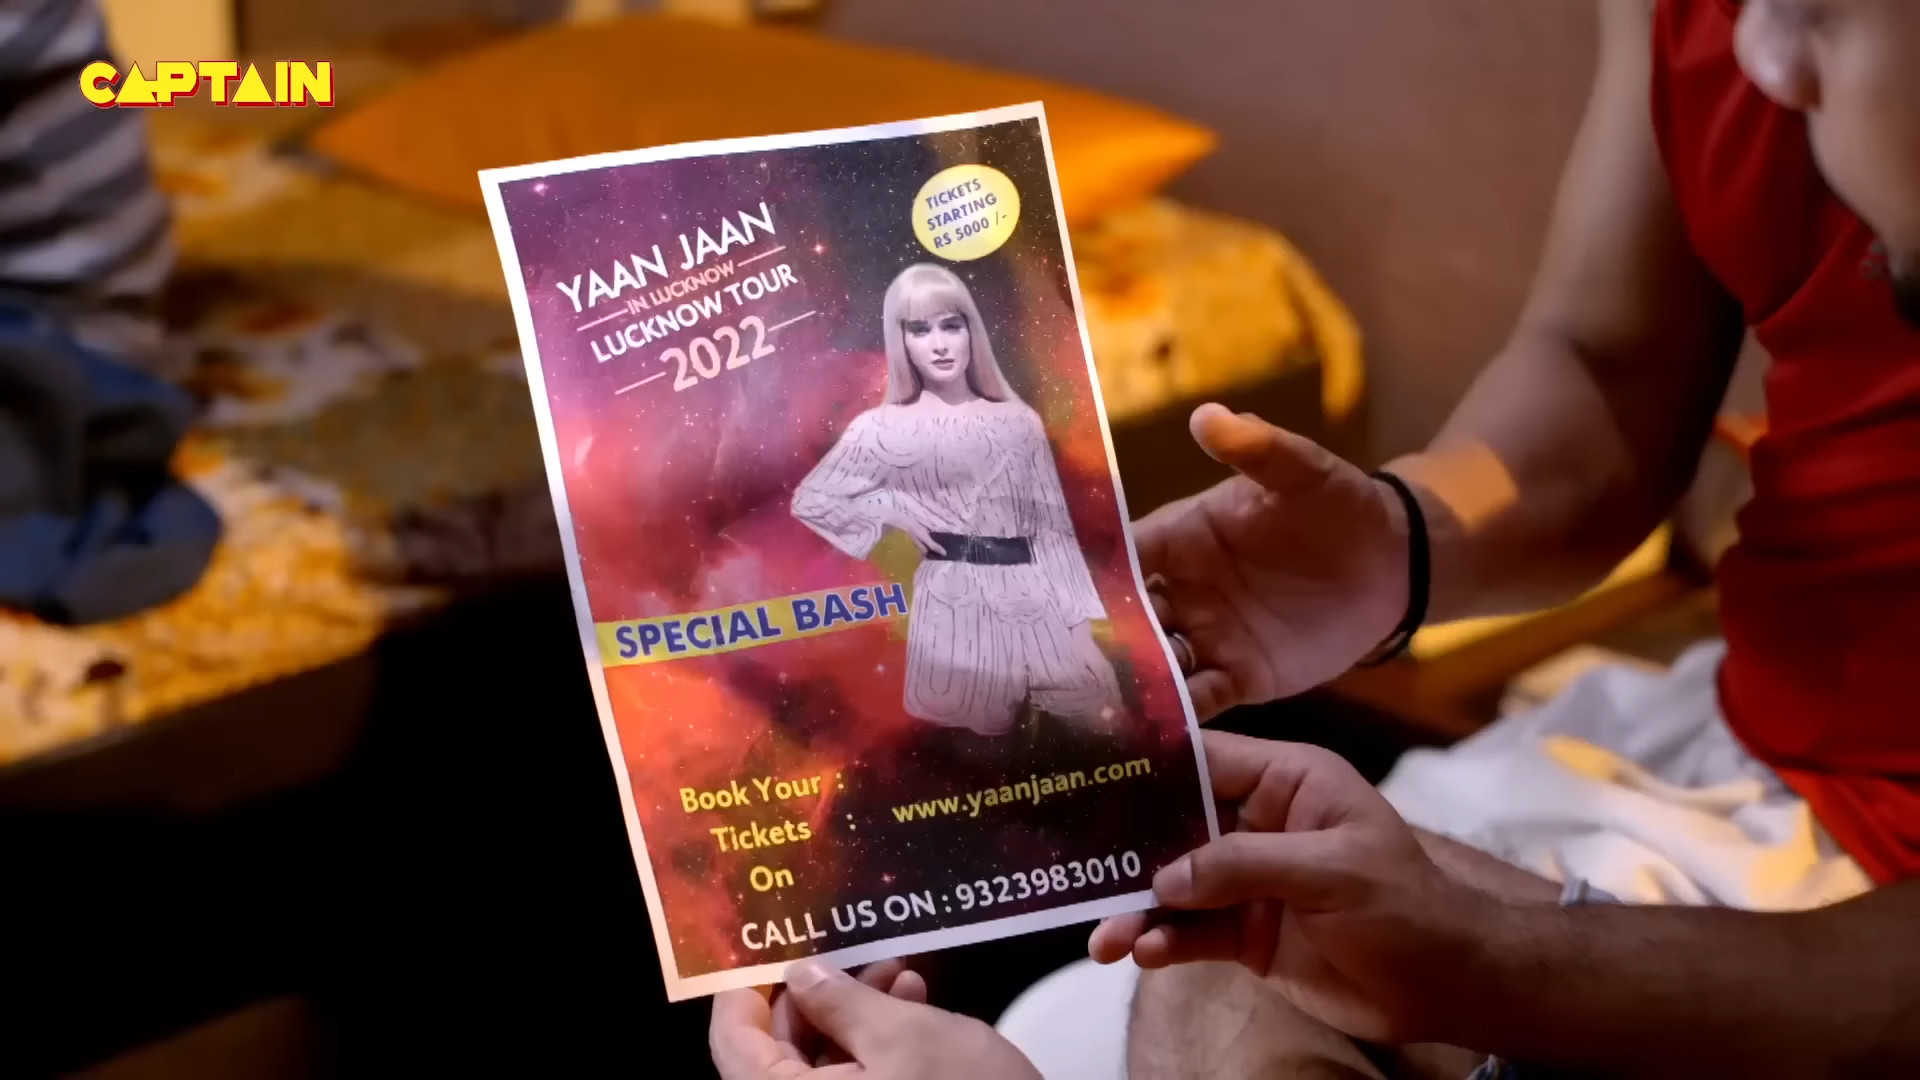 CAPTAIN
TICKETS
STARTING
RS 5000 /-
YAAN JAAN
IN LUCKNOW
LUCKNOW TOUR
2022
SPECIAL BASH
Book Your :
Tickets : www.yaanjaan.com
On
CALL US ON : 9323983010